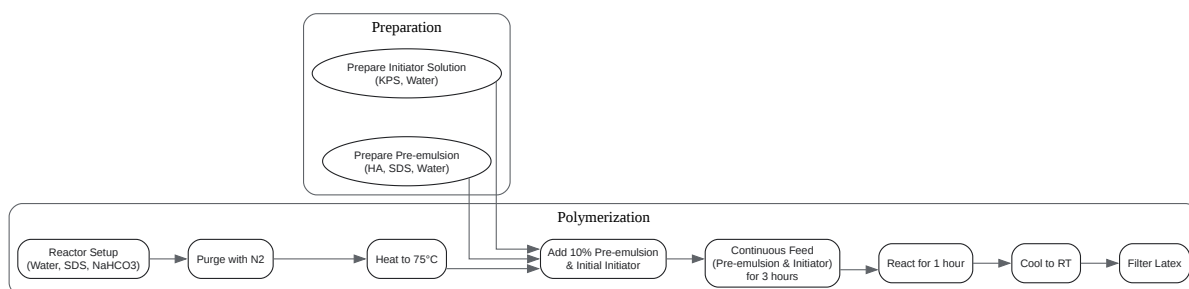 Preparation
Prepare Initiator Solution
(KPS, Water)
Prepare Pre-emulsion
(HA, SDS, Water)
Polymerization
Reactor Setup
(Water, SDS, NaHCO3)
Purge with N2
Heat to 75°C
Add 10% Pre-emulsion
& Initial Initiator
Continuous Feed
(Pre-emulsion & Initiator)
for 3 hours
React for 1 hour
Cool to RT
Filter Latex